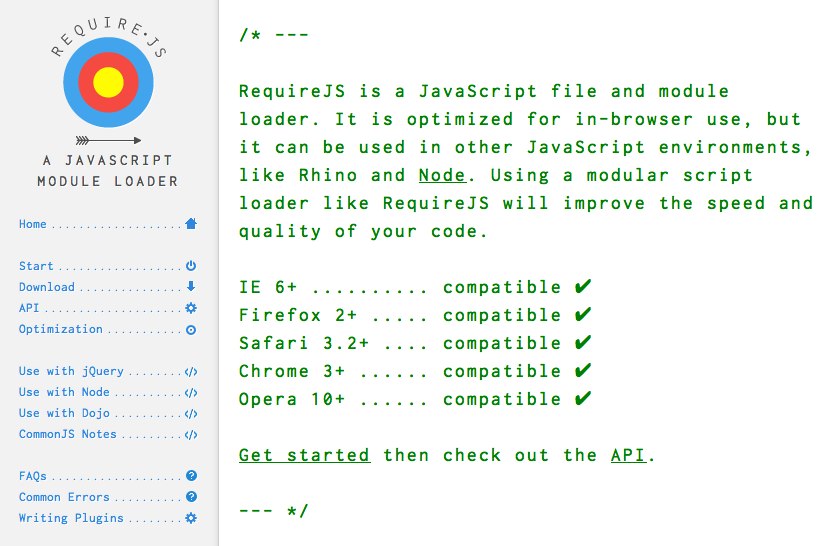 REQUIRE•JS
A JAVASCRIPT
MODULE LOADER
Home ...................
Start ..................
Download ...............
API ....................
Optimization ...........
Use with jQuery ........
Use with Node ..........
Use with Dojo ..........
CommonJS Notes .........
FAQs ...................
Common Errors ..........
Writing Plugins ........
/* ---
RequireJS is a JavaScript file and module
loader. It is optimized for in-browser use, but
it can be used in other JavaScript environments,
like Rhino and Node. Using a modular script
loader like RequireJS will improve the speed and
quality of your code.
IE 6+ .......... compatible ✔
Firefox 2+ ..... compatible ✔
Safari 3.2+ .... compatible ✔
Chrome 3+ ...... compatible ✔
Opera 10+ ...... compatible ✔
Get started then check out the API.
--- */